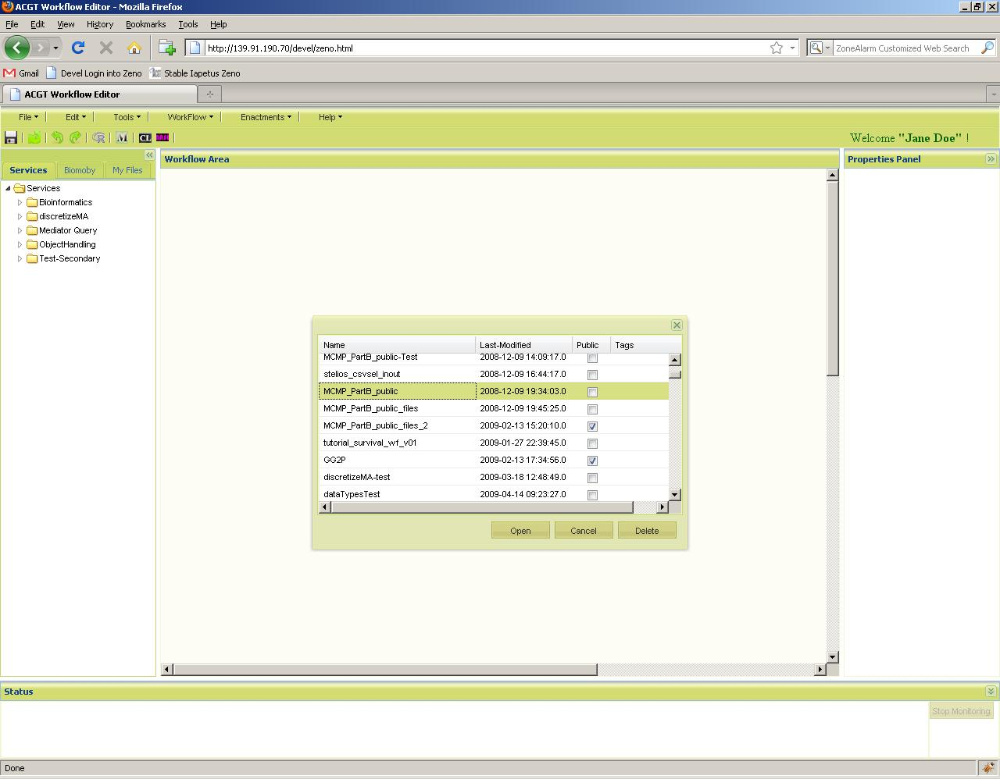 ACGT Workflow Editor - Mozilla Firefox
File Edit View History Bookmarks Tools Help
http://139.91.190.70/devel/zeno.html ZoneAlarm Customized Web Search
Gmail Devel Login into Zeno Stable Iapetus Zeno
ACGT Workflow Editor
File Edit Tools WorkFlow Enactments Help
R M CL
Welcome "Jane Doe" !
Services Biomoby My Files
Workflow Area
Properties Panel
Services
Bioinformatics
discretizeMA
Mediator Query
ObjectHandling
Test-Secondary
Name Last-Modified Public Tags
MCMP_PartB_public-Test 2008-12-09 14:09:17.0
stelios_csvsel_inout 2008-12-09 16:44:17.0
MCMP_PartB_public 2008-12-09 19:34:03.0
MCMP_PartB_public_files 2008-12-09 19:45:25.0
MCMP_PartB_public_files_2 2009-02-13 15:20:10.0
tutorial_survival_wf_v01 2009-01-27 22:39:45.0
GG2P 2009-02-13 17:34:56.0
discretizeMA-test 2009-03-18 12:48:49.0
dataTypesTest 2009-04-14 09:23:27.0
Open Cancel Delete
Status
Stop Monitoring
Done